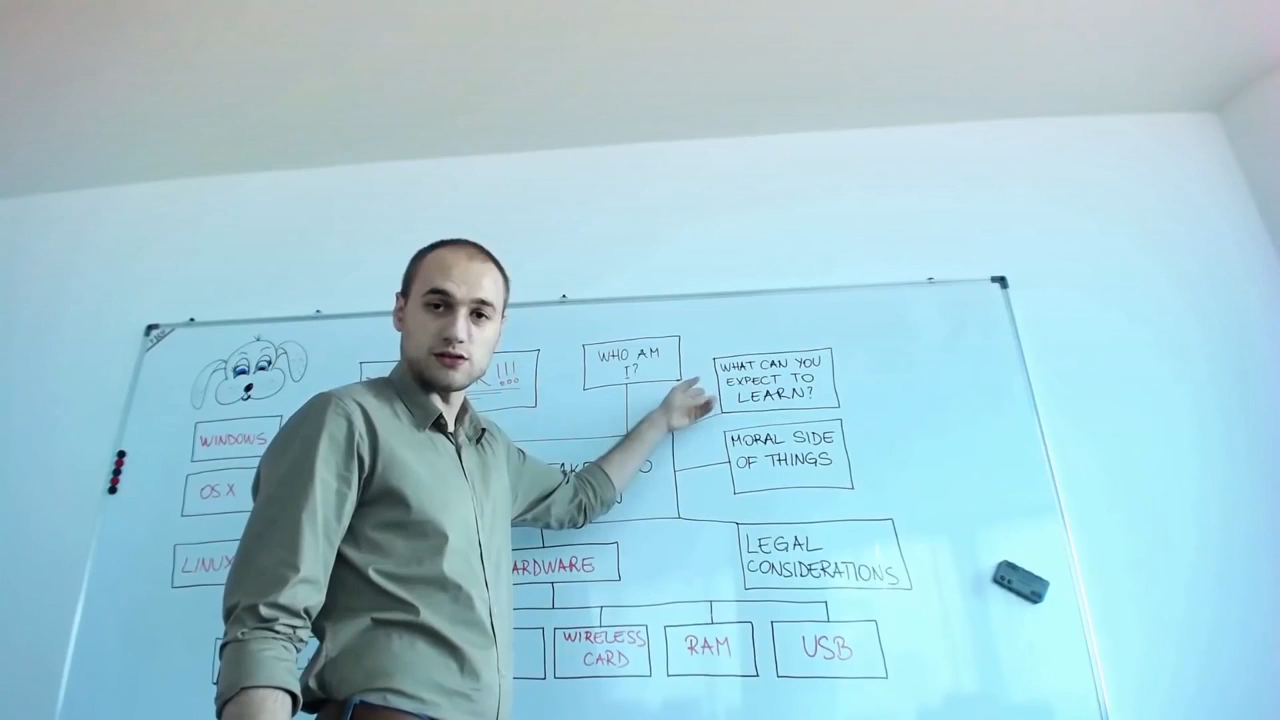 !!!
WHO AM
I?
WHAT CAN YOU
EXPECT TO
LEARN?
WINDOWS
MORAL SIDE
OF THINGS
OS X
LEGAL
CONSIDERATIONS
LINUX
ARDWARE
WIRELESS
CARD
RAM
USB